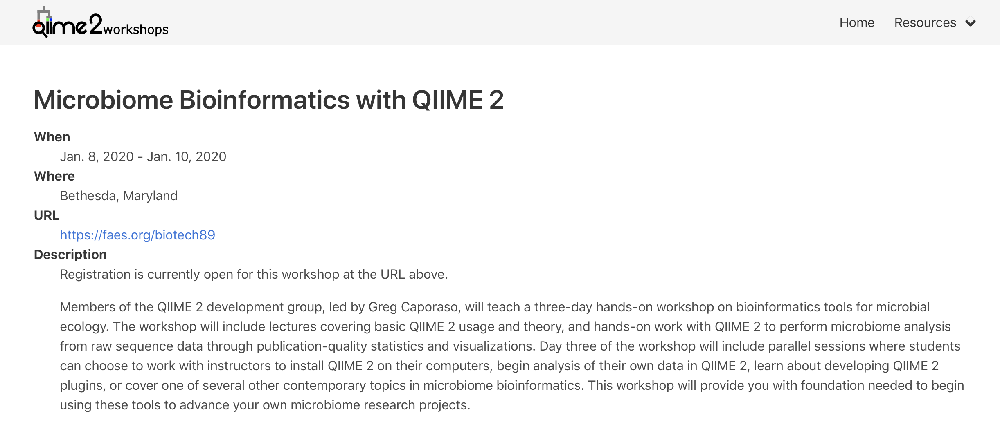 qiime2 workshops
Home Resources
Microbiome Bioinformatics with QIIME 2
When
Jan. 8, 2020 - Jan. 10, 2020
Where
Bethesda, Maryland
URL
https://faes.org/biotech89
Description
Registration is currently open for this workshop at the URL above.
Members of the QIIME 2 development group, led by Greg Caporaso, will teach a three-day hands-on workshop on bioinformatics tools for microbial
ecology. The workshop will include lectures covering basic QIIME 2 usage and theory, and hands-on work with QIIME 2 to perform microbiome analysis
from raw sequence data through publication-quality statistics and visualizations. Day three of the workshop will include parallel sessions where students
can choose to work with instructors to install QIIME 2 on their computers, begin analysis of their own data in QIIME 2, learn about developing QIIME 2
plugins, or cover one of several other contemporary topics in microbiome bioinformatics. This workshop will provide you with foundation needed to begin
using these tools to advance your own microbiome research projects.